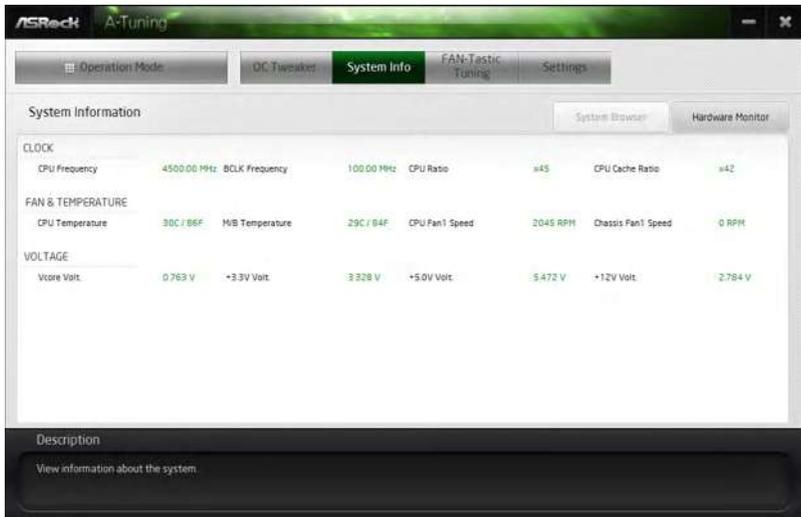 ASRock A-Tuning
Operation Mode OC Tweaker System Info FAN-Tastic Tuning Settings
System Information System Browser Hardware Monitor
CLOCK
CPU Frequency 4500.00 MHz BCLK Frequency 100.00 MHz CPU Ratio x45 CPU Cache Ratio x42
FAN & TEMPERATURE
CPU Temperature 30C / 86F M/B Temperature 29C / 84F CPU Fan1 Speed 2045 RPM Chassis Fan1 Speed 0 RPM
VOLTAGE
Vcore Volt. 0.763 V +3.3V Volt. 3.328 V +5.0V Volt. 5.472 V +12V Volt. 2.784 V
Description
View information about the system.